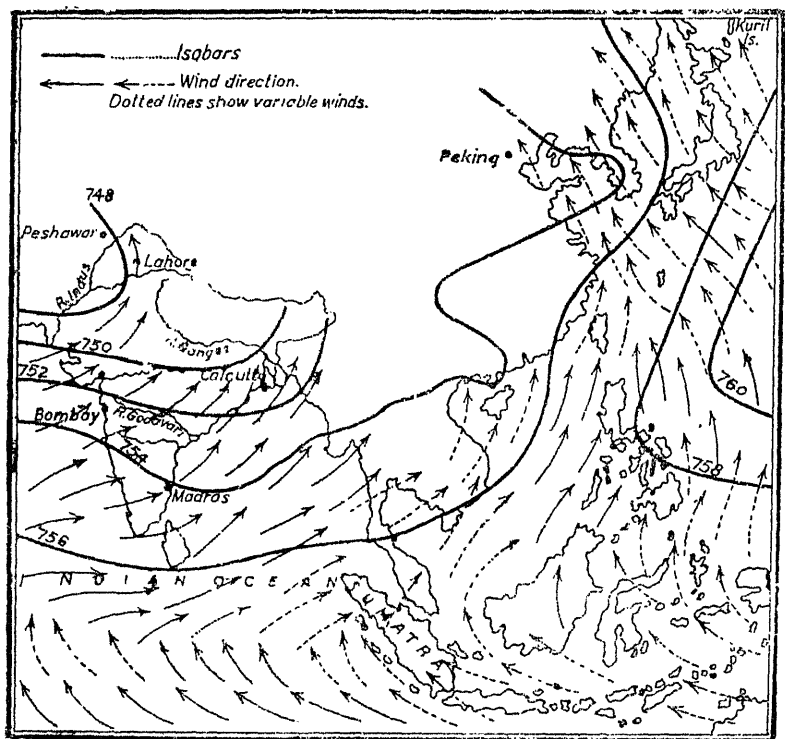 Kuril
Is.
Isobars
Wind direction.
Dotted lines show variable winds.
Peking
748
Peshawar
Lahore
R. Indus
750
R. Ganges
752
Calcutta
Bombay
R. Godavari
754
760
758
Madras
756
INDIAN OCEAN
SUMATRA